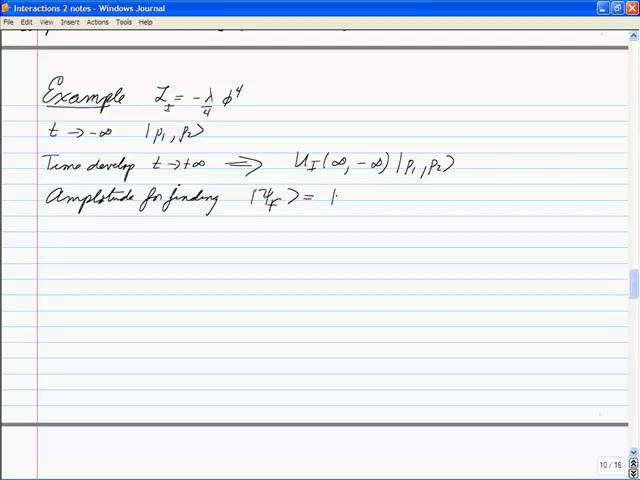 Interactions 2 notes - Windows Journal
File Edit View Insert Actions Tools Help
Example ℒ_I = -λ/4 φ^4
t → -∞ |p1, p2⟩
Time develop t → +∞ ⟹ U_I(∞, -∞) |p1, p2⟩
Amplitude for finding |Ψ_f⟩ = |
10 / 16